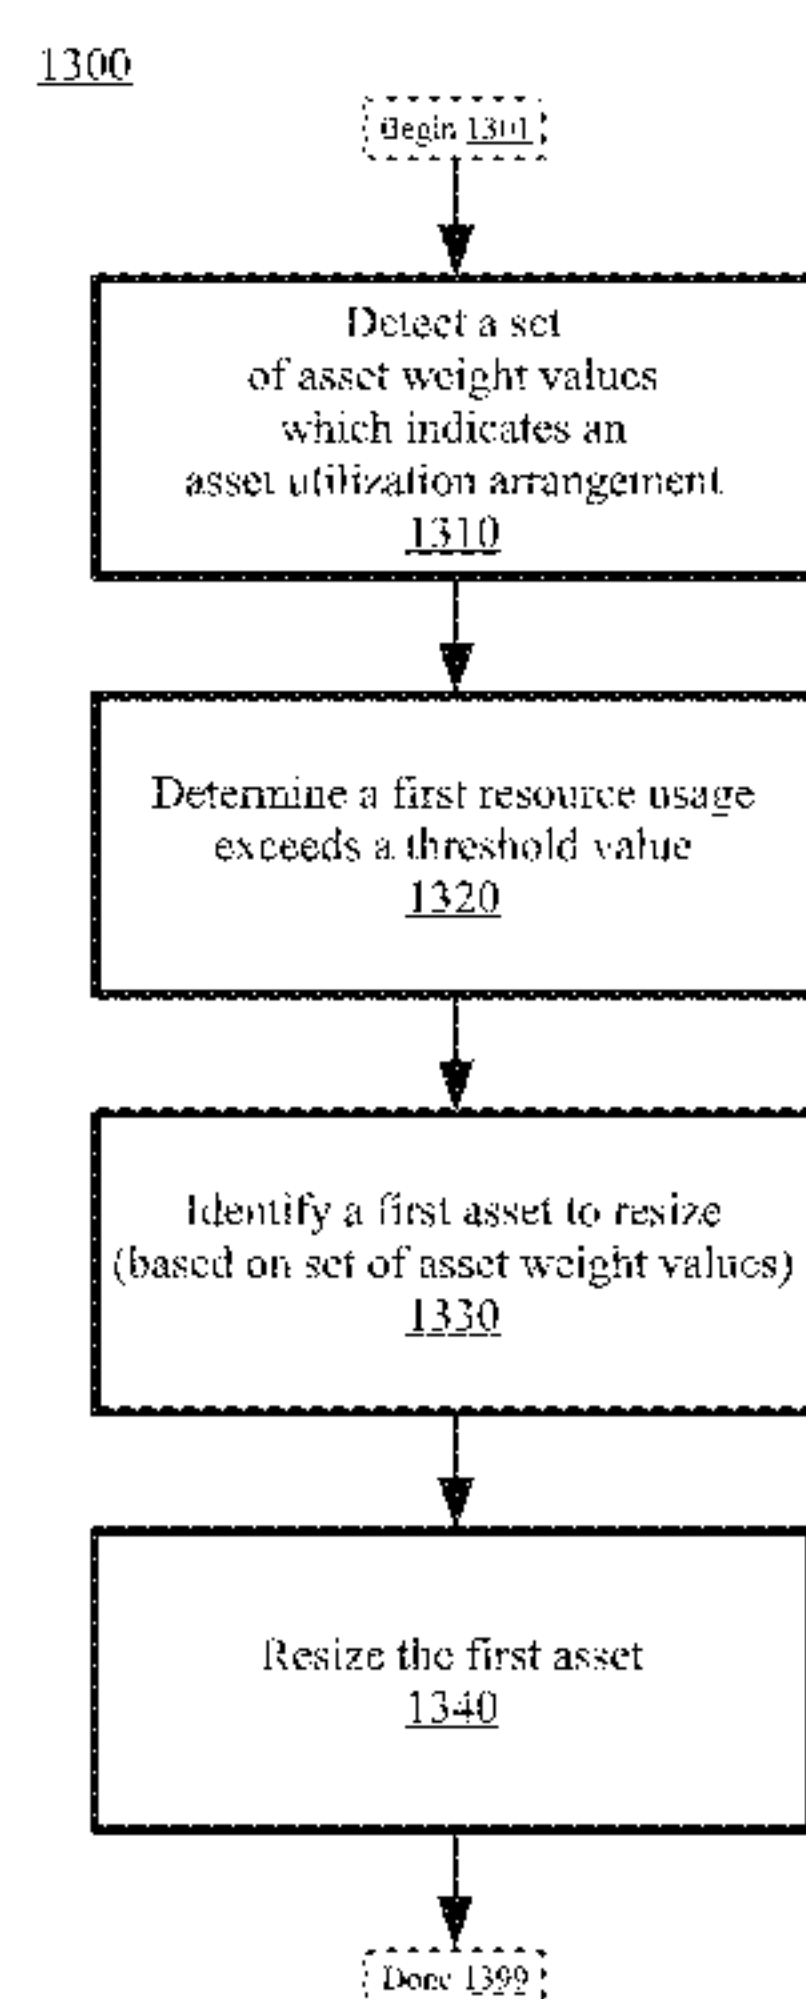 1300
Begin 1301
Detect a set
of asset weight values
which indicates an
asset utilization arrangement
1310
Determine a first resource usage
exceeds a threshold value
1320
Identify a first asset to resize
(based on set of asset weight values)
1330
Resize the first asset
1340
Done 1399